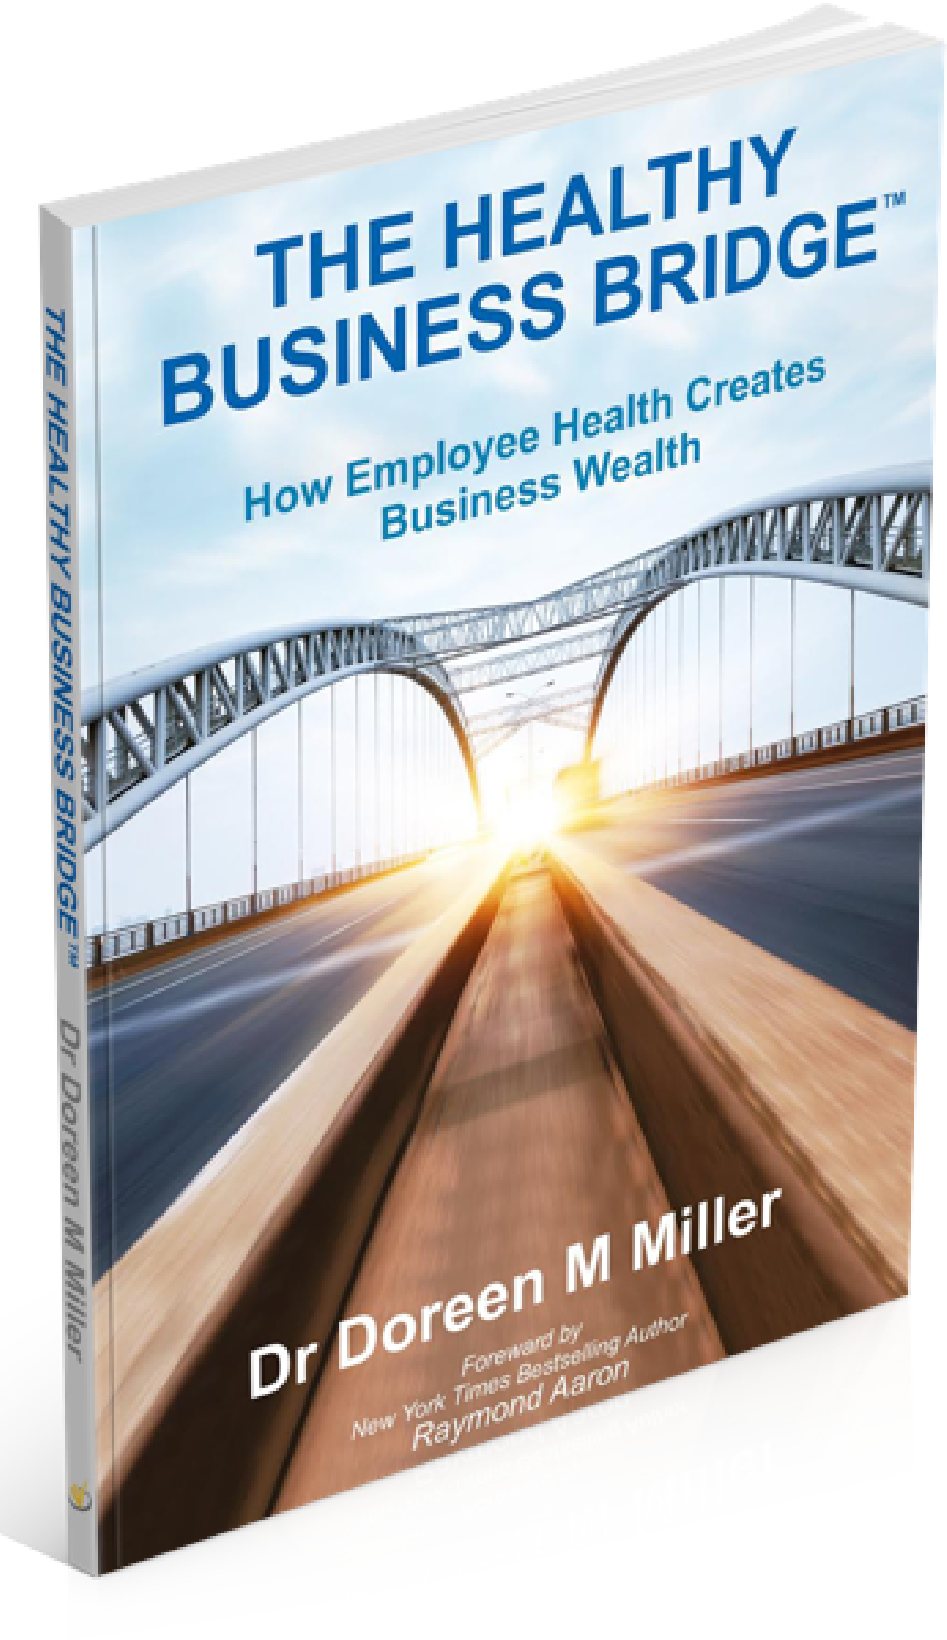 THE HEALTHY
BUSINESS BRIDGE™
How Employee Health Creates
Business Wealth
Dr Doreen M Miller
Foreward by
New York Times Bestselling Author
Raymond Aaron
THE HEALTHY BUSINESS BRIDGE™ Dr Doreen M Miller